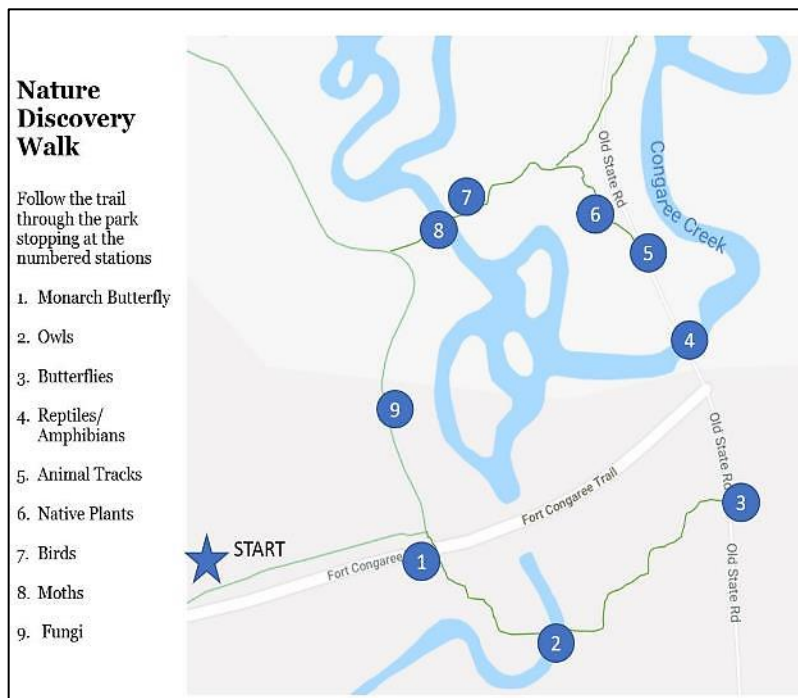 Nature
Discovery
Walk
Follow the trail
through the park
stopping at the
numbered stations
1. Monarch Butterfly
2. Owls
3. Butterflies
4. Reptiles/
Amphibians
5. Animal Tracks
6. Native Plants
7. Birds
8. Moths
9. Fungi
START
Old State Rd
Congaree Creek
7
6
8
5
4
9
Fort Congaree Trail
Old State Rd
3
Fort Congaree
1
Old State Rd
2